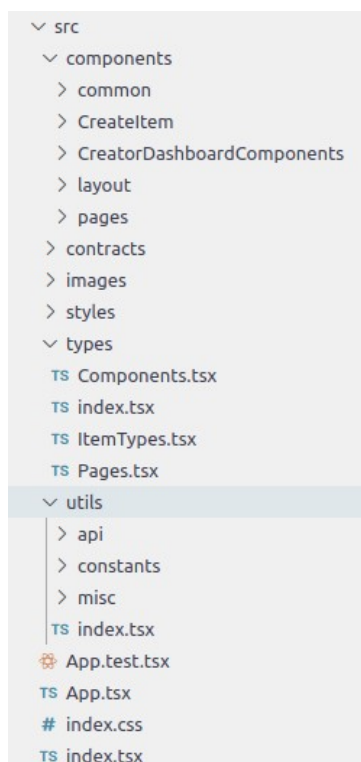 src
components
common
CreateItem
CreatorDashboardComponents
layout
pages
contracts
images
styles
types
TS Components.tsx
TS index.tsx
TS ItemTypes.tsx
TS Pages.tsx
utils
api
constants
misc
TS index.tsx
App.test.tsx
TS App.tsx
# index.css
TS index.tsx